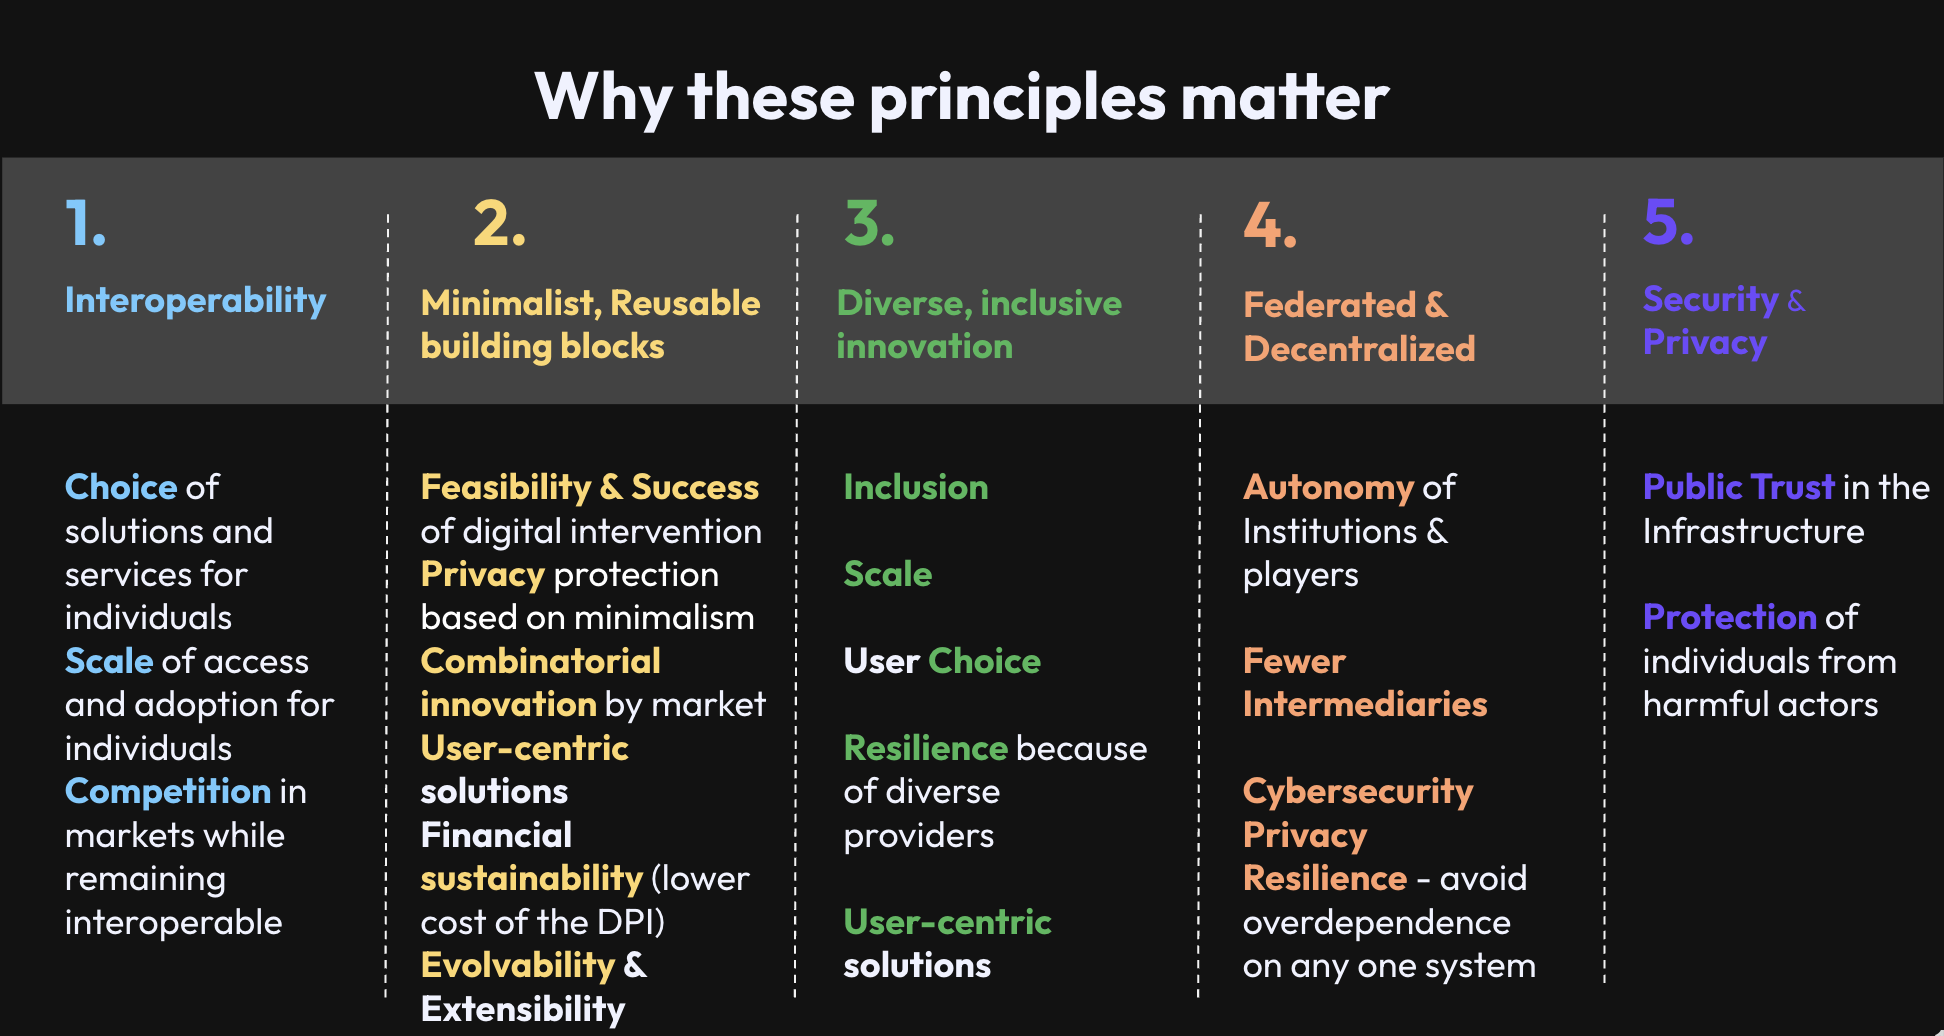 Why these principles matter
1.
Interoperability
Choice of
solutions and
services for
individuals
Scale of access
and adoption for
individuals
Competition in
markets while
remaining
interoperable
2.
Minimalist, Reusable
building blocks
Feasibility & Success
of digital intervention
Privacy protection
based on minimalism
Combinatorial
innovation by market
User-centric
solutions
Financial
sustainability (lower
cost of the DPI)
Evolvability &
Extensibility
3.
Diverse, inclusive
innovation
Inclusion
Scale
User Choice
Resilience because
of diverse
providers
User-centric
solutions
4.
Federated &
Decentralized
Autonomy of
Institutions &
players
Fewer
Intermediaries
Cybersecurity
Privacy
Resilience - avoid
overdependence
on any one system
5.
Security &
Privacy
Public Trust in the
Infrastructure
Protection of
individuals from
harmful actors